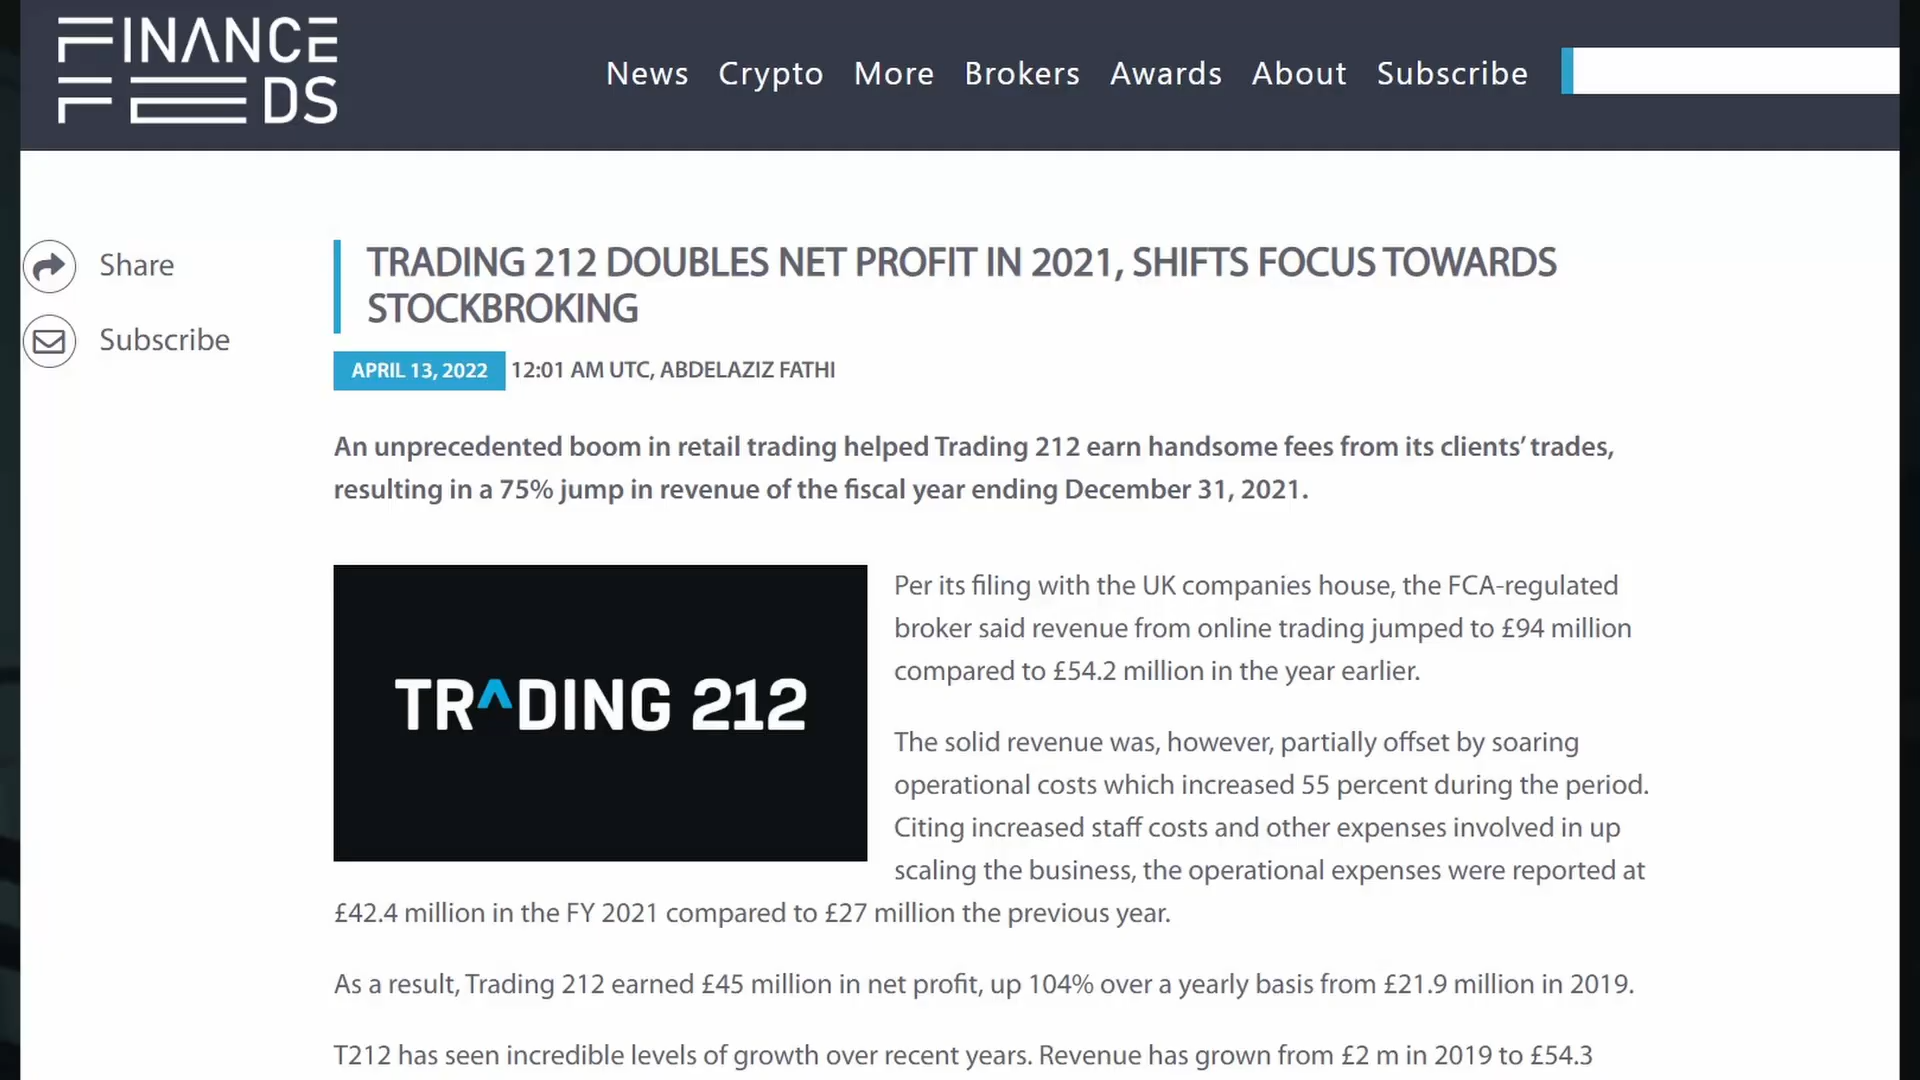 FINANCE
FEEDS
News Crypto More Brokers Awards About Subscribe
Share
Subscribe
TRADING 212 DOUBLES NET PROFIT IN 2021, SHIFTS FOCUS TOWARDS
STOCKBROKING
APRIL 13, 2022 12:01 AM UTC, ABDELAZIZ FATHI
An unprecedented boom in retail trading helped Trading 212 earn handsome fees from its clients’ trades,
resulting in a 75% jump in revenue of the fiscal year ending December 31, 2021.
TRADING 212
Per its filing with the UK companies house, the FCA-regulated
broker said revenue from online trading jumped to £94 million
compared to £54.2 million in the year earlier.
The solid revenue was, however, partially offset by soaring
operational costs which increased 55 percent during the period.
Citing increased staff costs and other expenses involved in up
scaling the business, the operational expenses were reported at
£42.4 million in the FY 2021 compared to £27 million the previous year.
As a result, Trading 212 earned £45 million in net profit, up 104% over a yearly basis from £21.9 million in 2019.
T212 has seen incredible levels of growth over recent years. Revenue has grown from £2 m in 2019 to £54.3